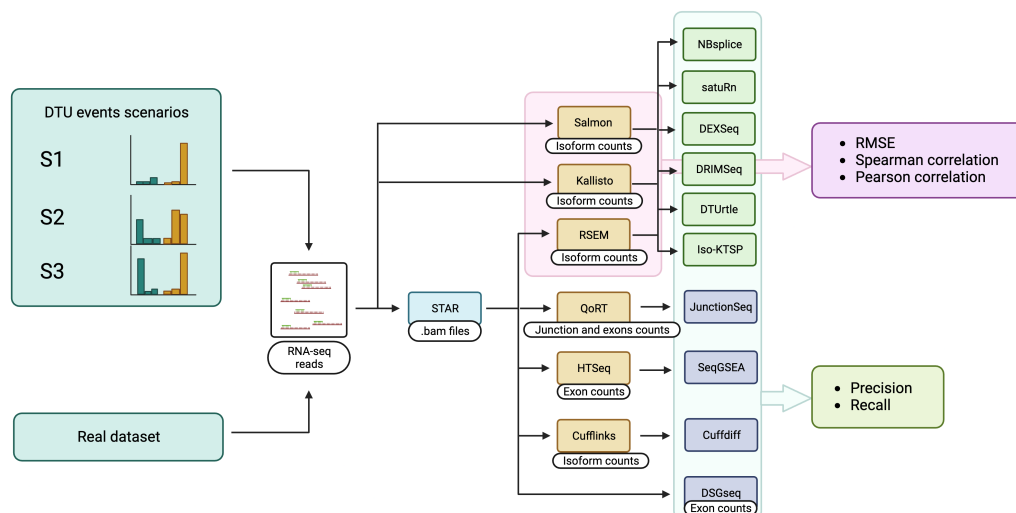 DTU events scenarios
S1
S2
S3
Real dataset
RNA-seq
reads
STAR
.bam files
Salmon
Isoform counts
Kallisto
Isoform counts
RSEM
Isoform counts
QoRT
Junction and exons counts
HTSeq
Exon counts
Cufflinks
Isoform counts
NBsplice
satuRn
DEXSeq
DRIMSeq
DTUrtle
Iso-KTSP
JunctionSeq
SeqGSEA
Cuffdiff
DSGseq
Exon counts
• RMSE
• Spearman correlation
• Pearson correlation
• Precision
• Recall